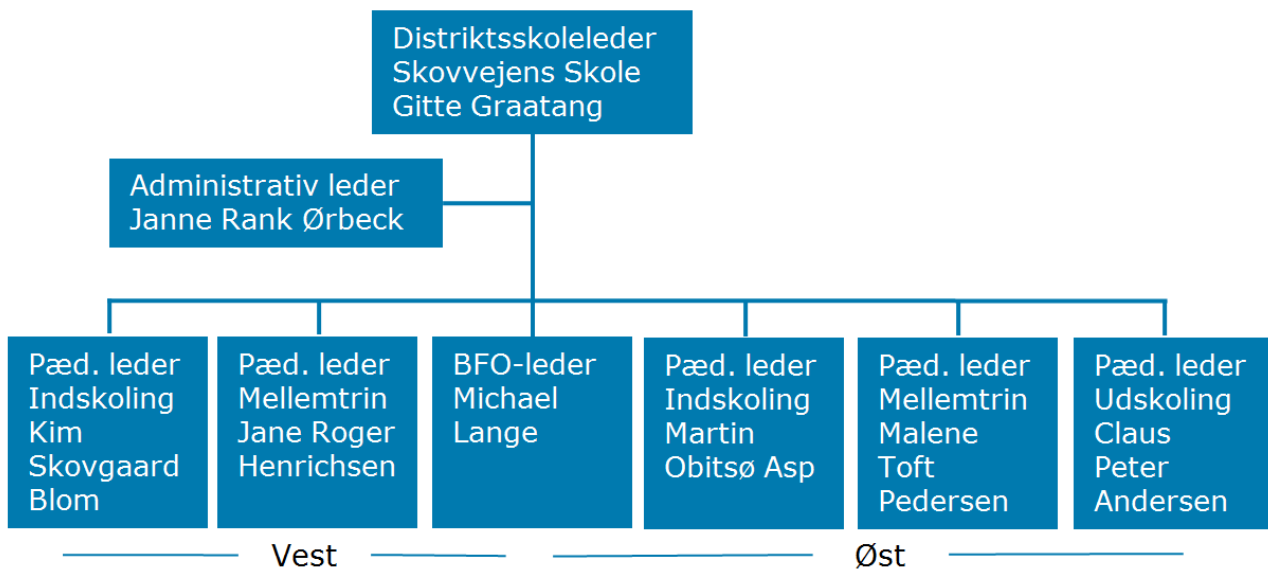 Distriktsskoleleder
Skovvejens Skole
Gitte Graatang
Administrativ leder
Janne Rank Ørbeck
Pæd. leder
Indskoling
Kim
Skovgaard
Blom
Pæd. leder
Mellemtrin
Jane Roger
Henrichsen
BFO-leder
Michael
Lange
Pæd. leder
Indskoling
Martin
Obitsø Asp
Pæd. leder
Mellemtrin
Malene
Toft
Pedersen
Pæd. leder
Udskoling
Claus
Peter
Andersen
Vest
Øst